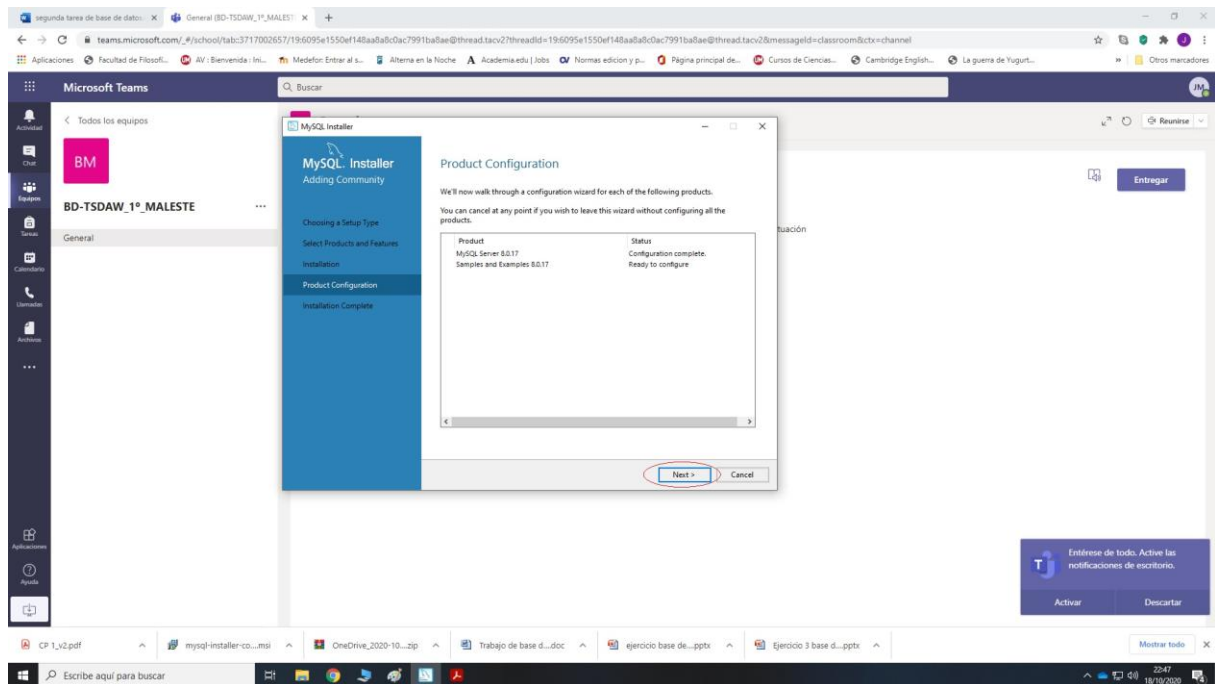 segunda tarea de base de datos
General (BD-TSDAW_1º_MALEST
teams.microsoft.com/_#/school/tab::3717002657/19:6095e1550ef148aa8a8c0ac7991ba8ae@thread.tacv2?threadId=19:6095e1550ef148aa8a8c0ac7991ba8ae@thread.tacv2&messageId=classroom&ctx=channel
Aplicaciones
Facultad de Filosofí...
AV : Bienvenida : Ini...
Medefor: Entrar al s...
Alterna en la Noche
Academia.edu | Jobs
Normas edicion y p...
Página principal de...
Cursos de Ciencias...
Cambridge English...
La guerra de Yugurt...
Otros marcadores
Microsoft Teams
Buscar
JM
Actividad
Chat
Equipos
Tareas
Calendario
Llamadas
Archivos
Aplicaciones
Ayuda
< Todos los equipos
BM
BD-TSDAW_1º_MALESTE ...
General
Reunirse
Entregar
tuación
MySQL Installer
MySQL. Installer
Adding Community
Choosing a Setup Type
Select Products and Features
Installation
Product Configuration
Installation Complete
Product Configuration
We'll now walk through a configuration wizard for each of the following products.
You can cancel at any point if you wish to leave this wizard without configuring all the
products.
Product Status
MySQL Server 8.0.17 Configuration complete.
Samples and Examples 8.0.17 Ready to configure
Next >
Cancel
Entérese de todo. Active las
notificaciones de escritorio.
Activar
Descartar
CP 1_v2.pdf
mysql-installer-co....msi
OneDrive_2020-10....zip
Trabajo de base d....doc
ejercicio base de....pptx
Ejercicio 3 base d....pptx
Mostrar todo
Escribe aquí para buscar
22:47
18/10/2020